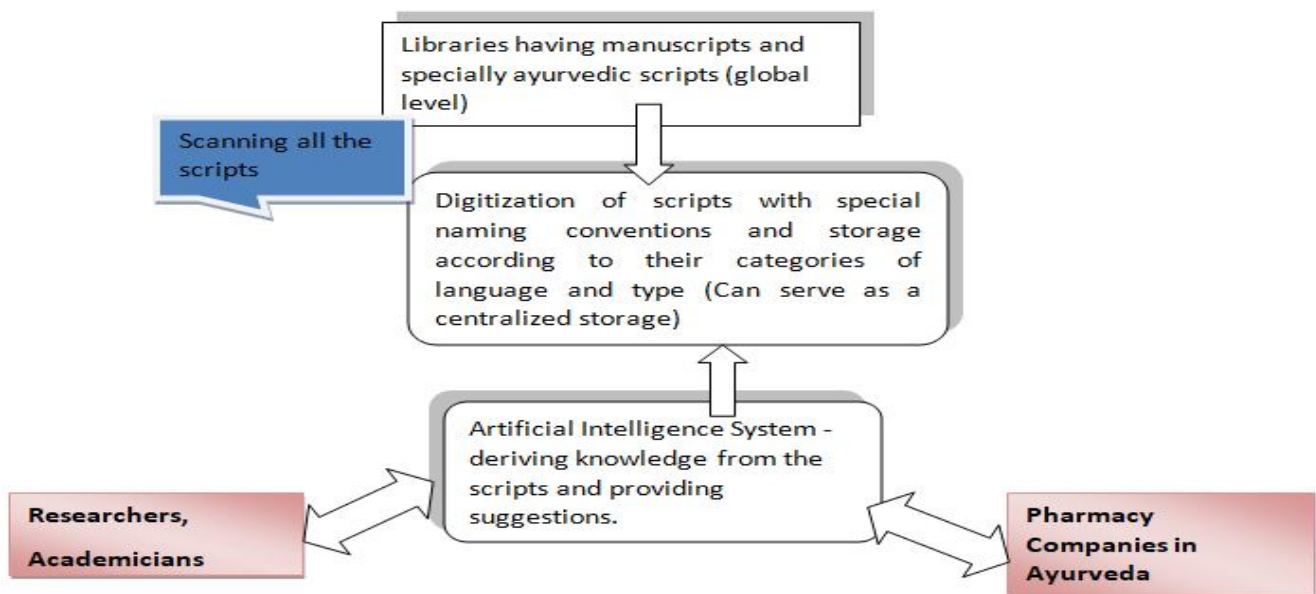 Libraries having manuscripts and
specially ayurvedic scripts (global
level)
Scanning all the
scripts
Digitization of scripts with special
naming conventions and storage
according to their categories of
language and type (Can serve as a
centralized storage)
Artificial Intelligence System -
deriving knowledge from the
scripts and providing
suggestions.
Researchers,
Academicians
Pharmacy
Companies in
Ayurveda